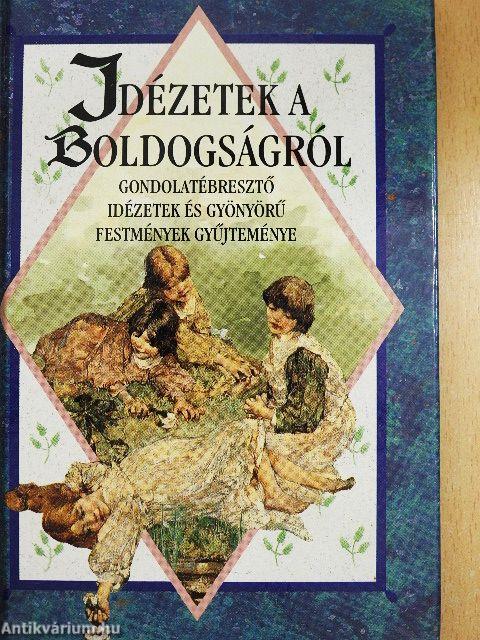 IDÉZETEK A
BOLDOGSÁGRÓL
GONDOLATÉBRESZTŐ
IDÉZETEK ÉS GYÖNYÖRŰ
FESTMÉNYEK GYŰJTEMÉNYE
Antikvárium.hu